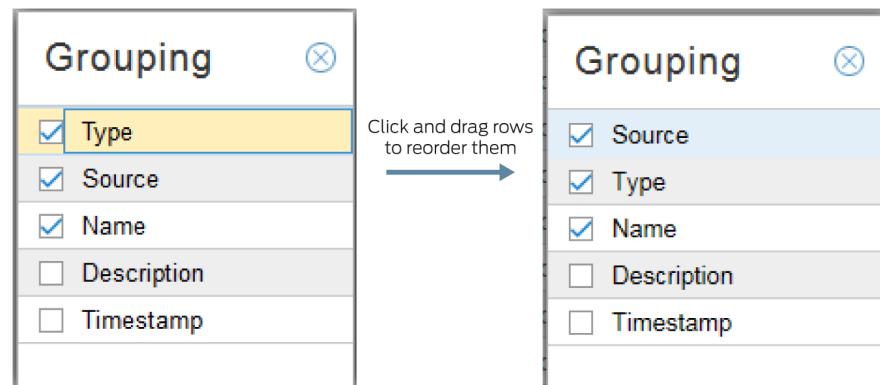 Grouping
Type
Source
Name
Description
Timestamp
Click and drag rows
to reorder them
Grouping
Source
Type
Name
Description
Timestamp